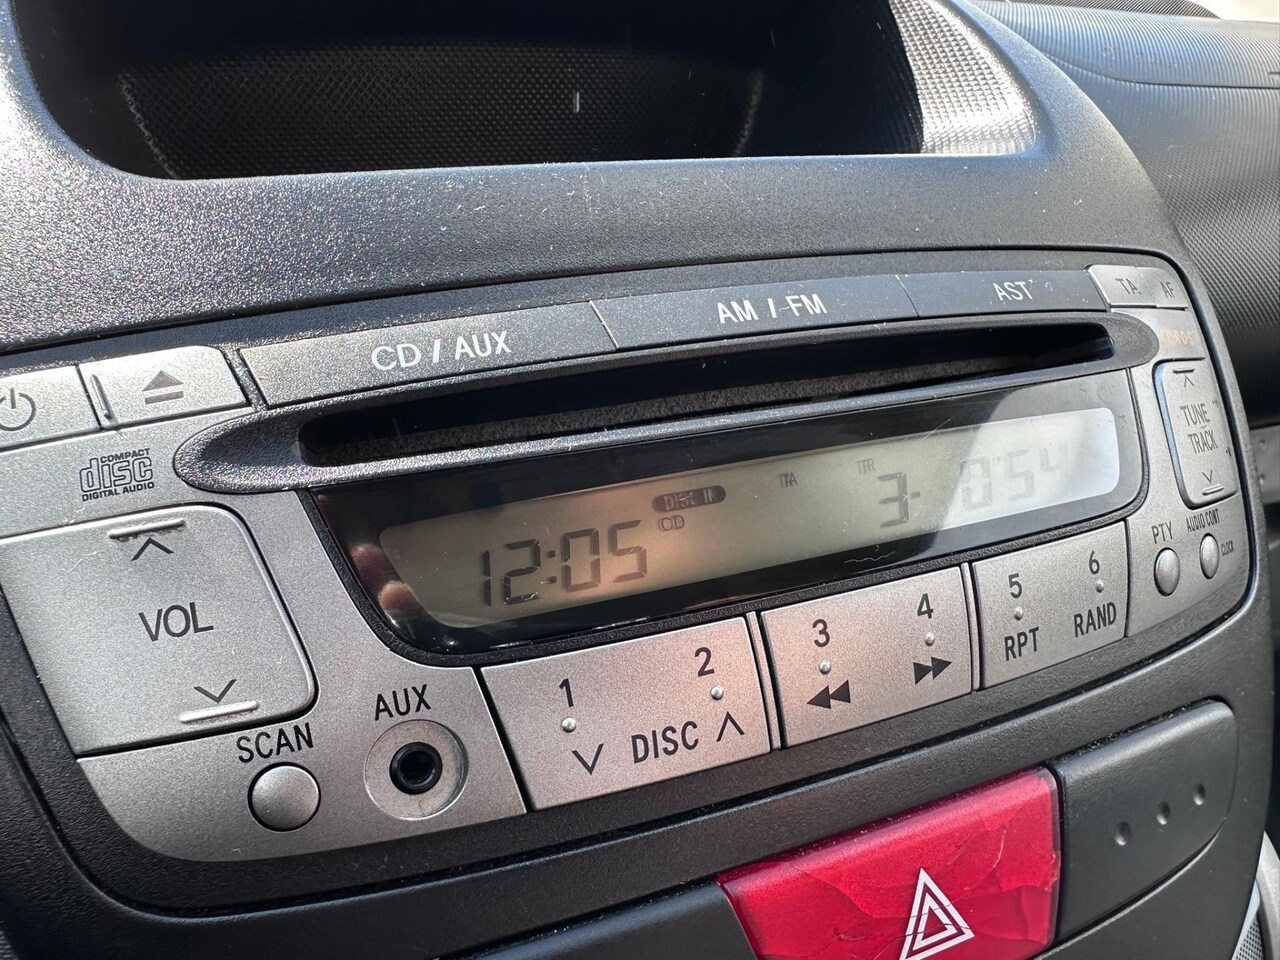 CD / AUX
AM / FM
AST
TA
AF
COMPACT
disc
DIGITAL AUDIO
DISC IN
CD
TA
TR
12:05
3
TUNE
TRACK
VOL
PTY
AUDIO CONT
CLOCK
SCAN
AUX
1
2
DISC
3
4
5
RPT
6
RAND